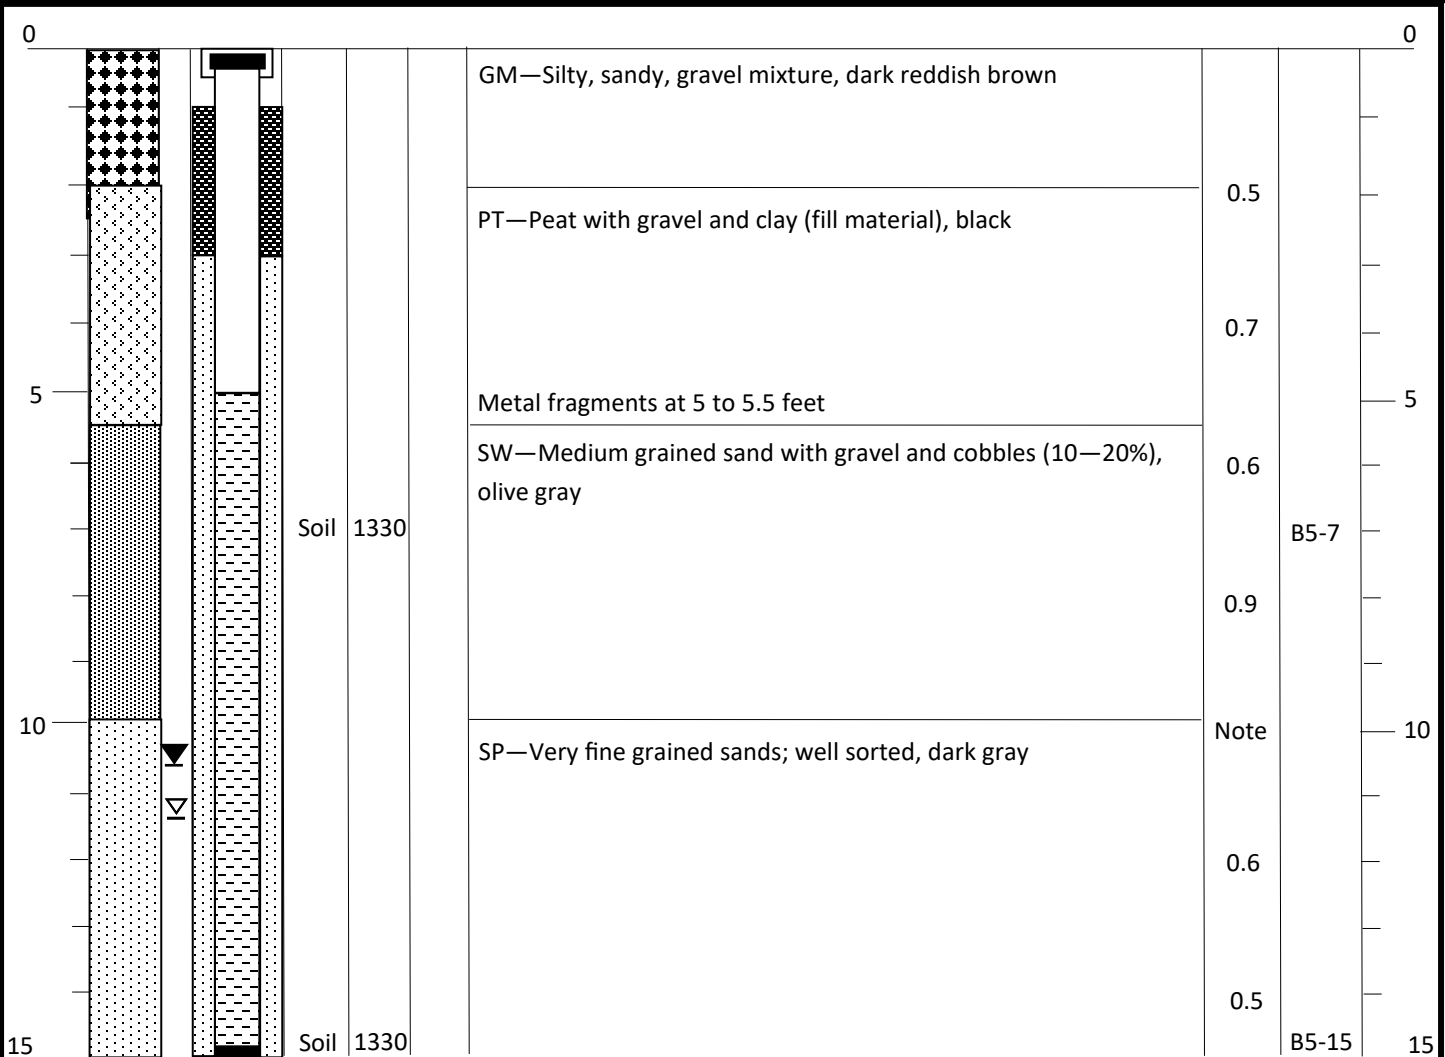 0
0
GM—Silty, sandy, gravel mixture, dark reddish brown
0.5
PT—Peat with gravel and clay (fill material), black
0.7
5
Metal fragments at 5 to 5.5 feet
5
SW—Medium grained sand with gravel and cobbles (10—20%),
olive gray
0.6
Soil 1330
B5-7
0.9
10
Note
10
SP—Very fine grained sands; well sorted, dark gray
0.6
0.5
15
Soil 1330
B5-15
15